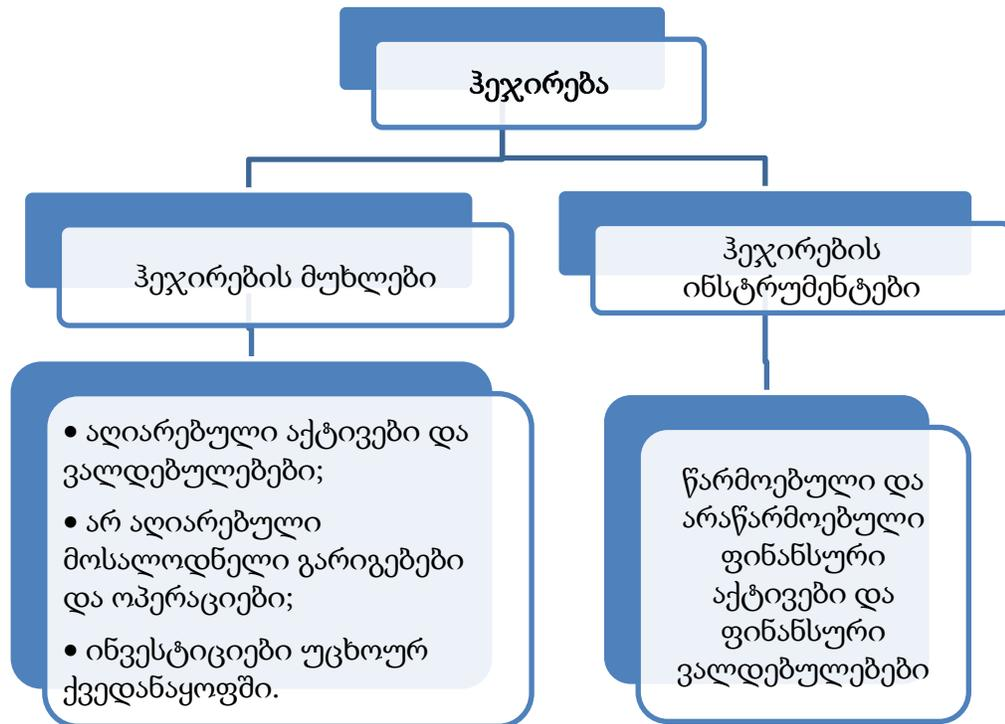 ჰეჯირება
ჰეჯირების მუხლები
ჰეჯირების
ინსტრუმენტები
• აღიარებული აქტივები და
ვალდებულებები;
• არ აღიარებული
მოსალოდნელი გარიგებები
და ოპერაციები;
• ინვესტიციები უცხოურ
ქვედანაყოფში.
წარმოებული და
არაწარმოებული
ფინანსური
აქტივები და
ფინანსური
ვალდებულებები